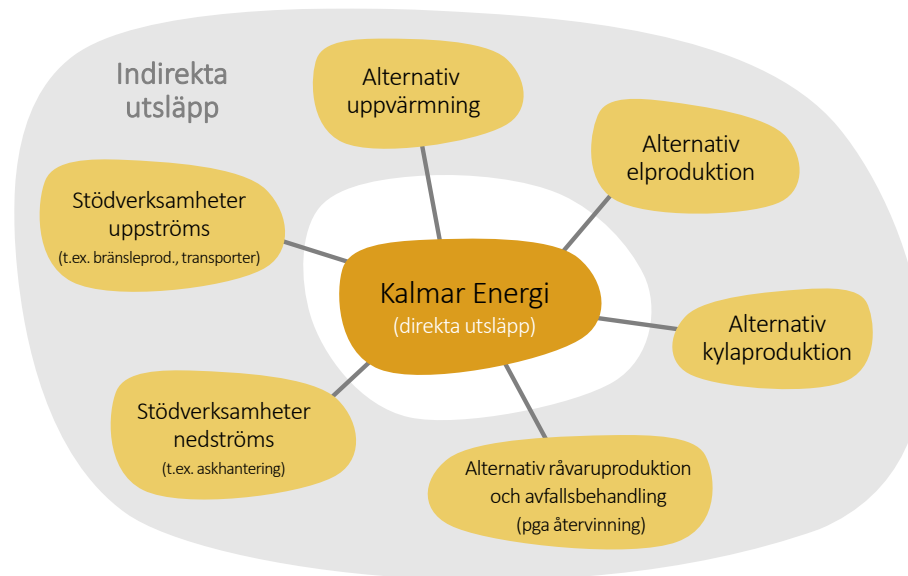 Indirekta
utsläpp
Alternativ
uppvärmning
Alternativ
elproduktion
Stödverksamheter
uppströms
(t.ex. bränsleprod., transporter)
Kalmar Energi
(direkta utsläpp)
Alternativ
kylaproduktion
Stödverksamheter
nedströms
(t.ex. askhantering)
Alternativ råvaruproduktion
och avfallsbehandling
(pga återvinning)